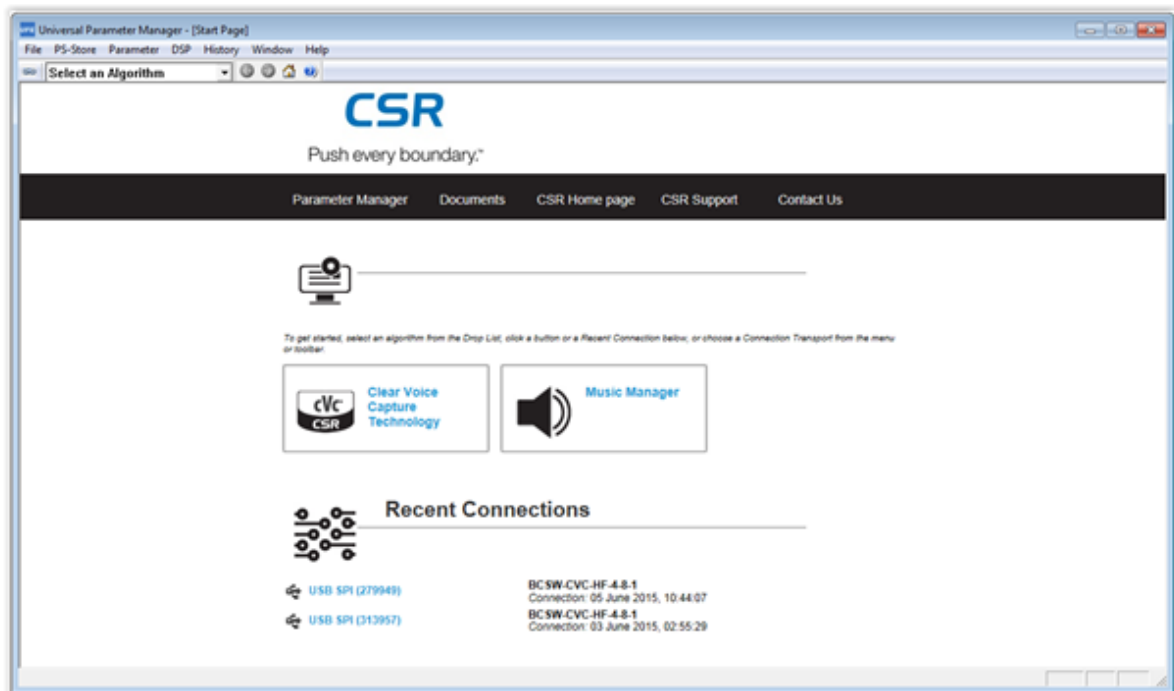 Universal Parameter Manager - [Start Page]
File PS-Store Parameter DSP History Window Help
Select an Algorithm
CSR
Push every boundary.™
Parameter Manager Documents CSR Home page CSR Support Contact Us
To get started, select an algorithm from the Drop List, click a button or a Recent Connection below, or choose a Connection Transport from the menu
or toolbar.
cVc
CSR
Clear Voice
Capture
Technology
Music Manager
Recent Connections
USB SPI (279949)
BCSW-CVC-HF-4-8-1
Connection: 05 June 2015, 10:44:07
USB SPI (313957)
BCSW-CVC-HF-4-8-1
Connection: 03 June 2015, 02:55:29